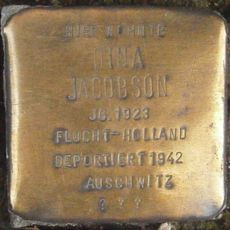 HIER WOHNTE
NINA
JACOBSON
JG. 1923
FLUCHT-HOLLAND
DEPORTIERT 1942
AUSCHWITZ
? ? ?